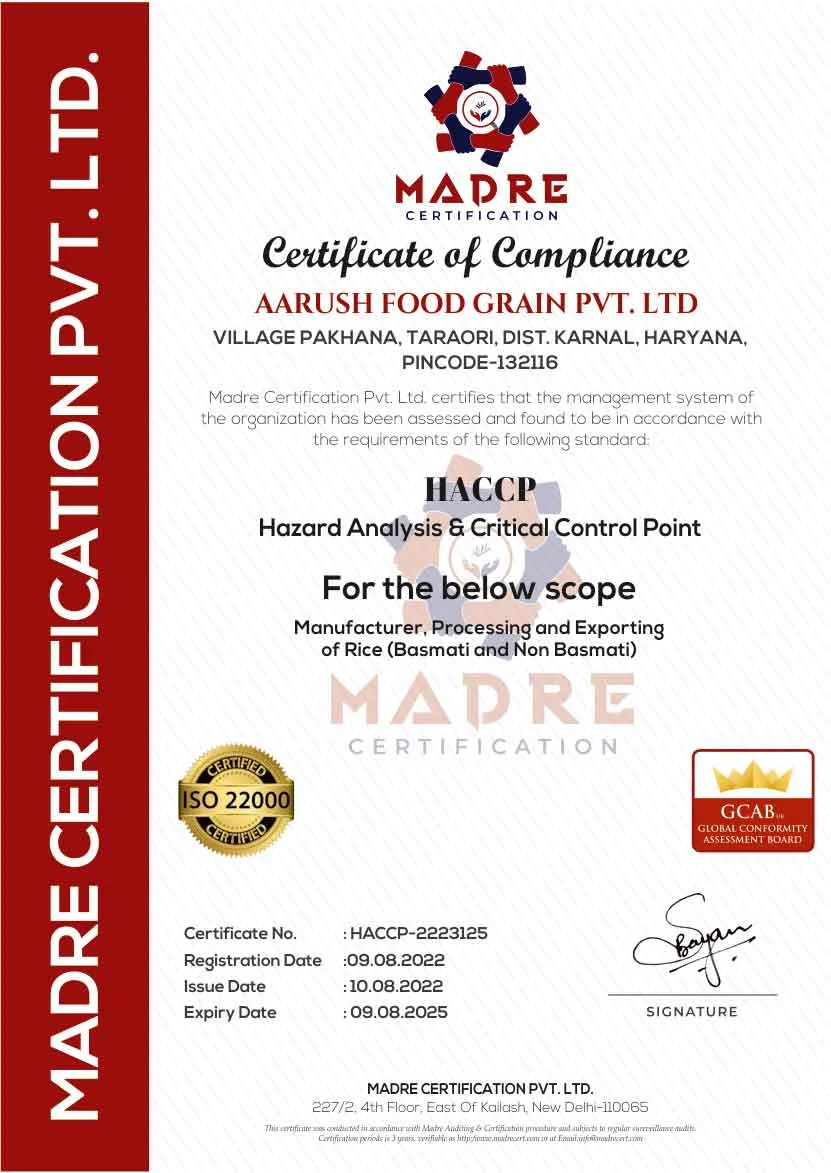 MADRE CERTIFICATION PVT. LTD.
MADRE
CERTIFICATION
Certificate of Compliance
AARUSH FOOD GRAIN PVT. LTD
VILLAGE PAKHANA, TARAORI, DIST. KARNAL, HARYANA,
PINCODE-132116
Madre Certification Pvt. Ltd. certifies that the management system of
the organization has been assessed and found to be in accordance with
the requirements of the following standard:
HACCP
Hazard Analysis & Critical Control Point
For the below scope
Manufacturer, Processing and Exporting
of Rice (Basmati and Non Basmati)
MADRE
CERTIFICATION
CERTIFIED
ISO 22000
CERTIFIED
GCAB UK
GLOBAL CONFORMITY
ASSESSMENT BOARD
Certificate No. : HACCP-2223125
Registration Date :09.08.2022
Issue Date : 10.08.2022
Expiry Date : 09.08.2025
Sayan
SIGNATURE
MADRE CERTIFICATION PVT. LTD.
227/2, 4th Floor, East Of Kailash, New Delhi-110065
This certificate was conducted in accordance with Madre Auditing & Certification procedure and subjects to regular surveveillance audits.
Certification periods is 3 years, verifiable as http:/www.madrecert.com or at Email:info@madrecert.com